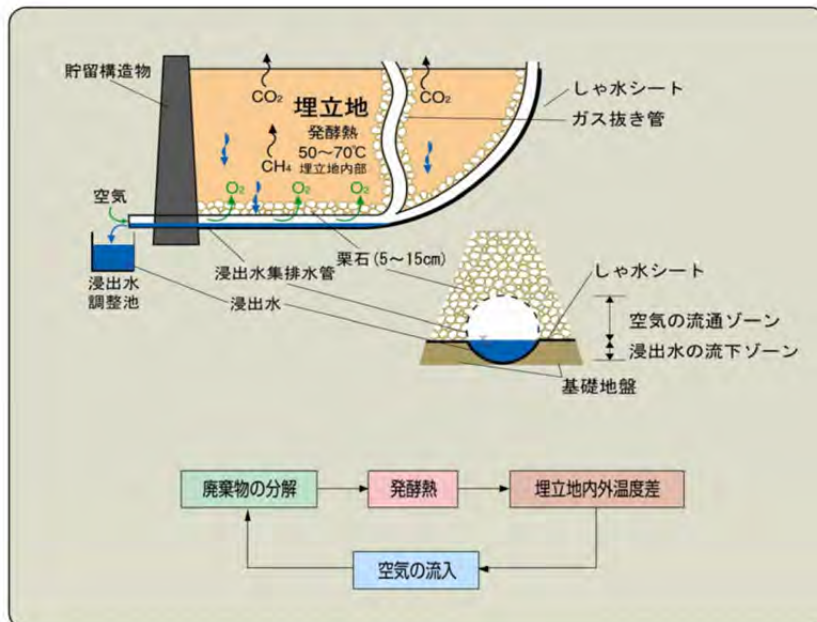 貯留構造物
CO₂
埋立地
発酵熱
50～70℃
埋立地内部
CH₄
CO₂
しゃ水シート
ガス抜き管
O₂
O₂
O₂
空気
浸出水
調整池
浸出水集排水管
浸出水
栗石(5～15cm)
しゃ水シート
空気の流通ゾーン
浸出水の流下ゾーン
基礎地盤
廃棄物の分解
発酵熱
埋立地内外温度差
空気の流入